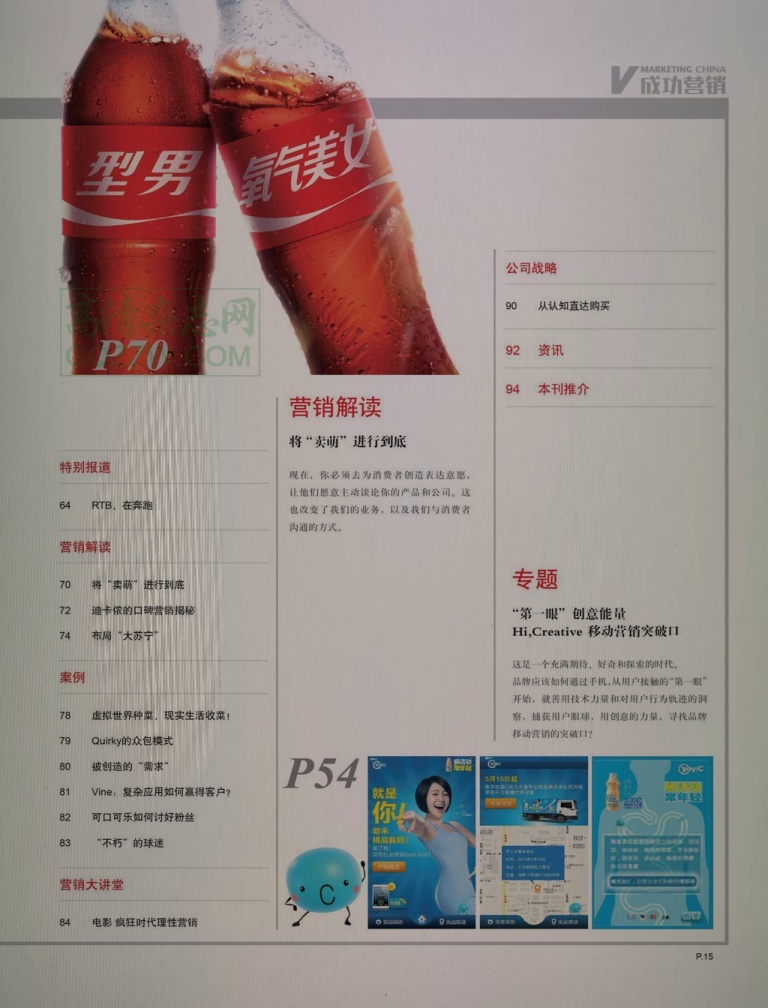 MARKETING CHINA
成功营销
型男
氧气美女
P70
公司战略
90 从认知直达购买
92 资讯
94 本刊推介
营销解读
将“卖萌”进行到底
现在，你必须去为消费者创造表达意愿，
让他们愿意主动谈论你的产品和公司。这
也改变了我们的业务，以及我们与消费者
沟通的方式。
特别报道
64 RTB，在奔跑
营销解读
70 将“卖萌”进行到底
72 迪卡侬的口碑营销揭秘
74 布局“大苏宁”
案例
78 虚拟世界种菜，现实生活收菜！
79 Quirky的众包模式
80 被创造的“需求”
81 Vine：复杂应用如何赢得客户？
82 可口可乐如何讨好粉丝
83 “不朽”的球迷
营销大讲堂
84 电影 疯狂时代理性营销
专题
“第一眼”创意能量
Hi,Creative 移动营销突破口
这是一个充满期待、好奇和探索的时代。
品牌应该如何通过手机,从用户接触的“第一眼”
开始，就善用技术力量和对用户行为轨迹的洞
察，捕获用户眼球，用创意的力量，寻找品牌
移动营销的突破口？
P54
C
就是
你!
敢来
挑战我吗!
3月15日起
YoyiC
常年轻
P.15